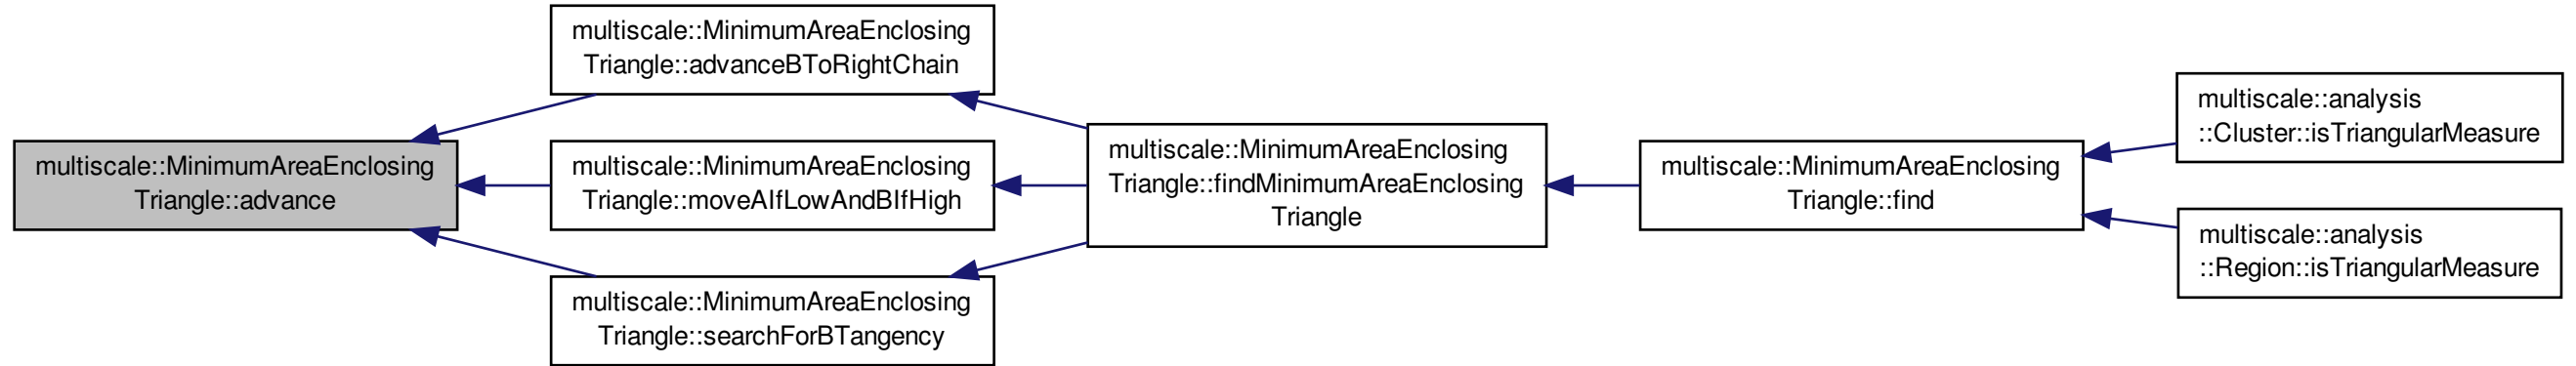 multiscale::MinimumAreaEnclosing
Triangle::advance
multiscale::MinimumAreaEnclosing
Triangle::advanceBToRightChain
multiscale::MinimumAreaEnclosing
Triangle::moveAIfLowAndBIfHigh
multiscale::MinimumAreaEnclosing
Triangle::searchForBTangency
multiscale::MinimumAreaEnclosing
Triangle::findMinimumAreaEnclosing
Triangle
multiscale::MinimumAreaEnclosing
Triangle::find
multiscale::analysis
::Cluster::isTriangularMeasure
multiscale::analysis
::Region::isTriangularMeasure